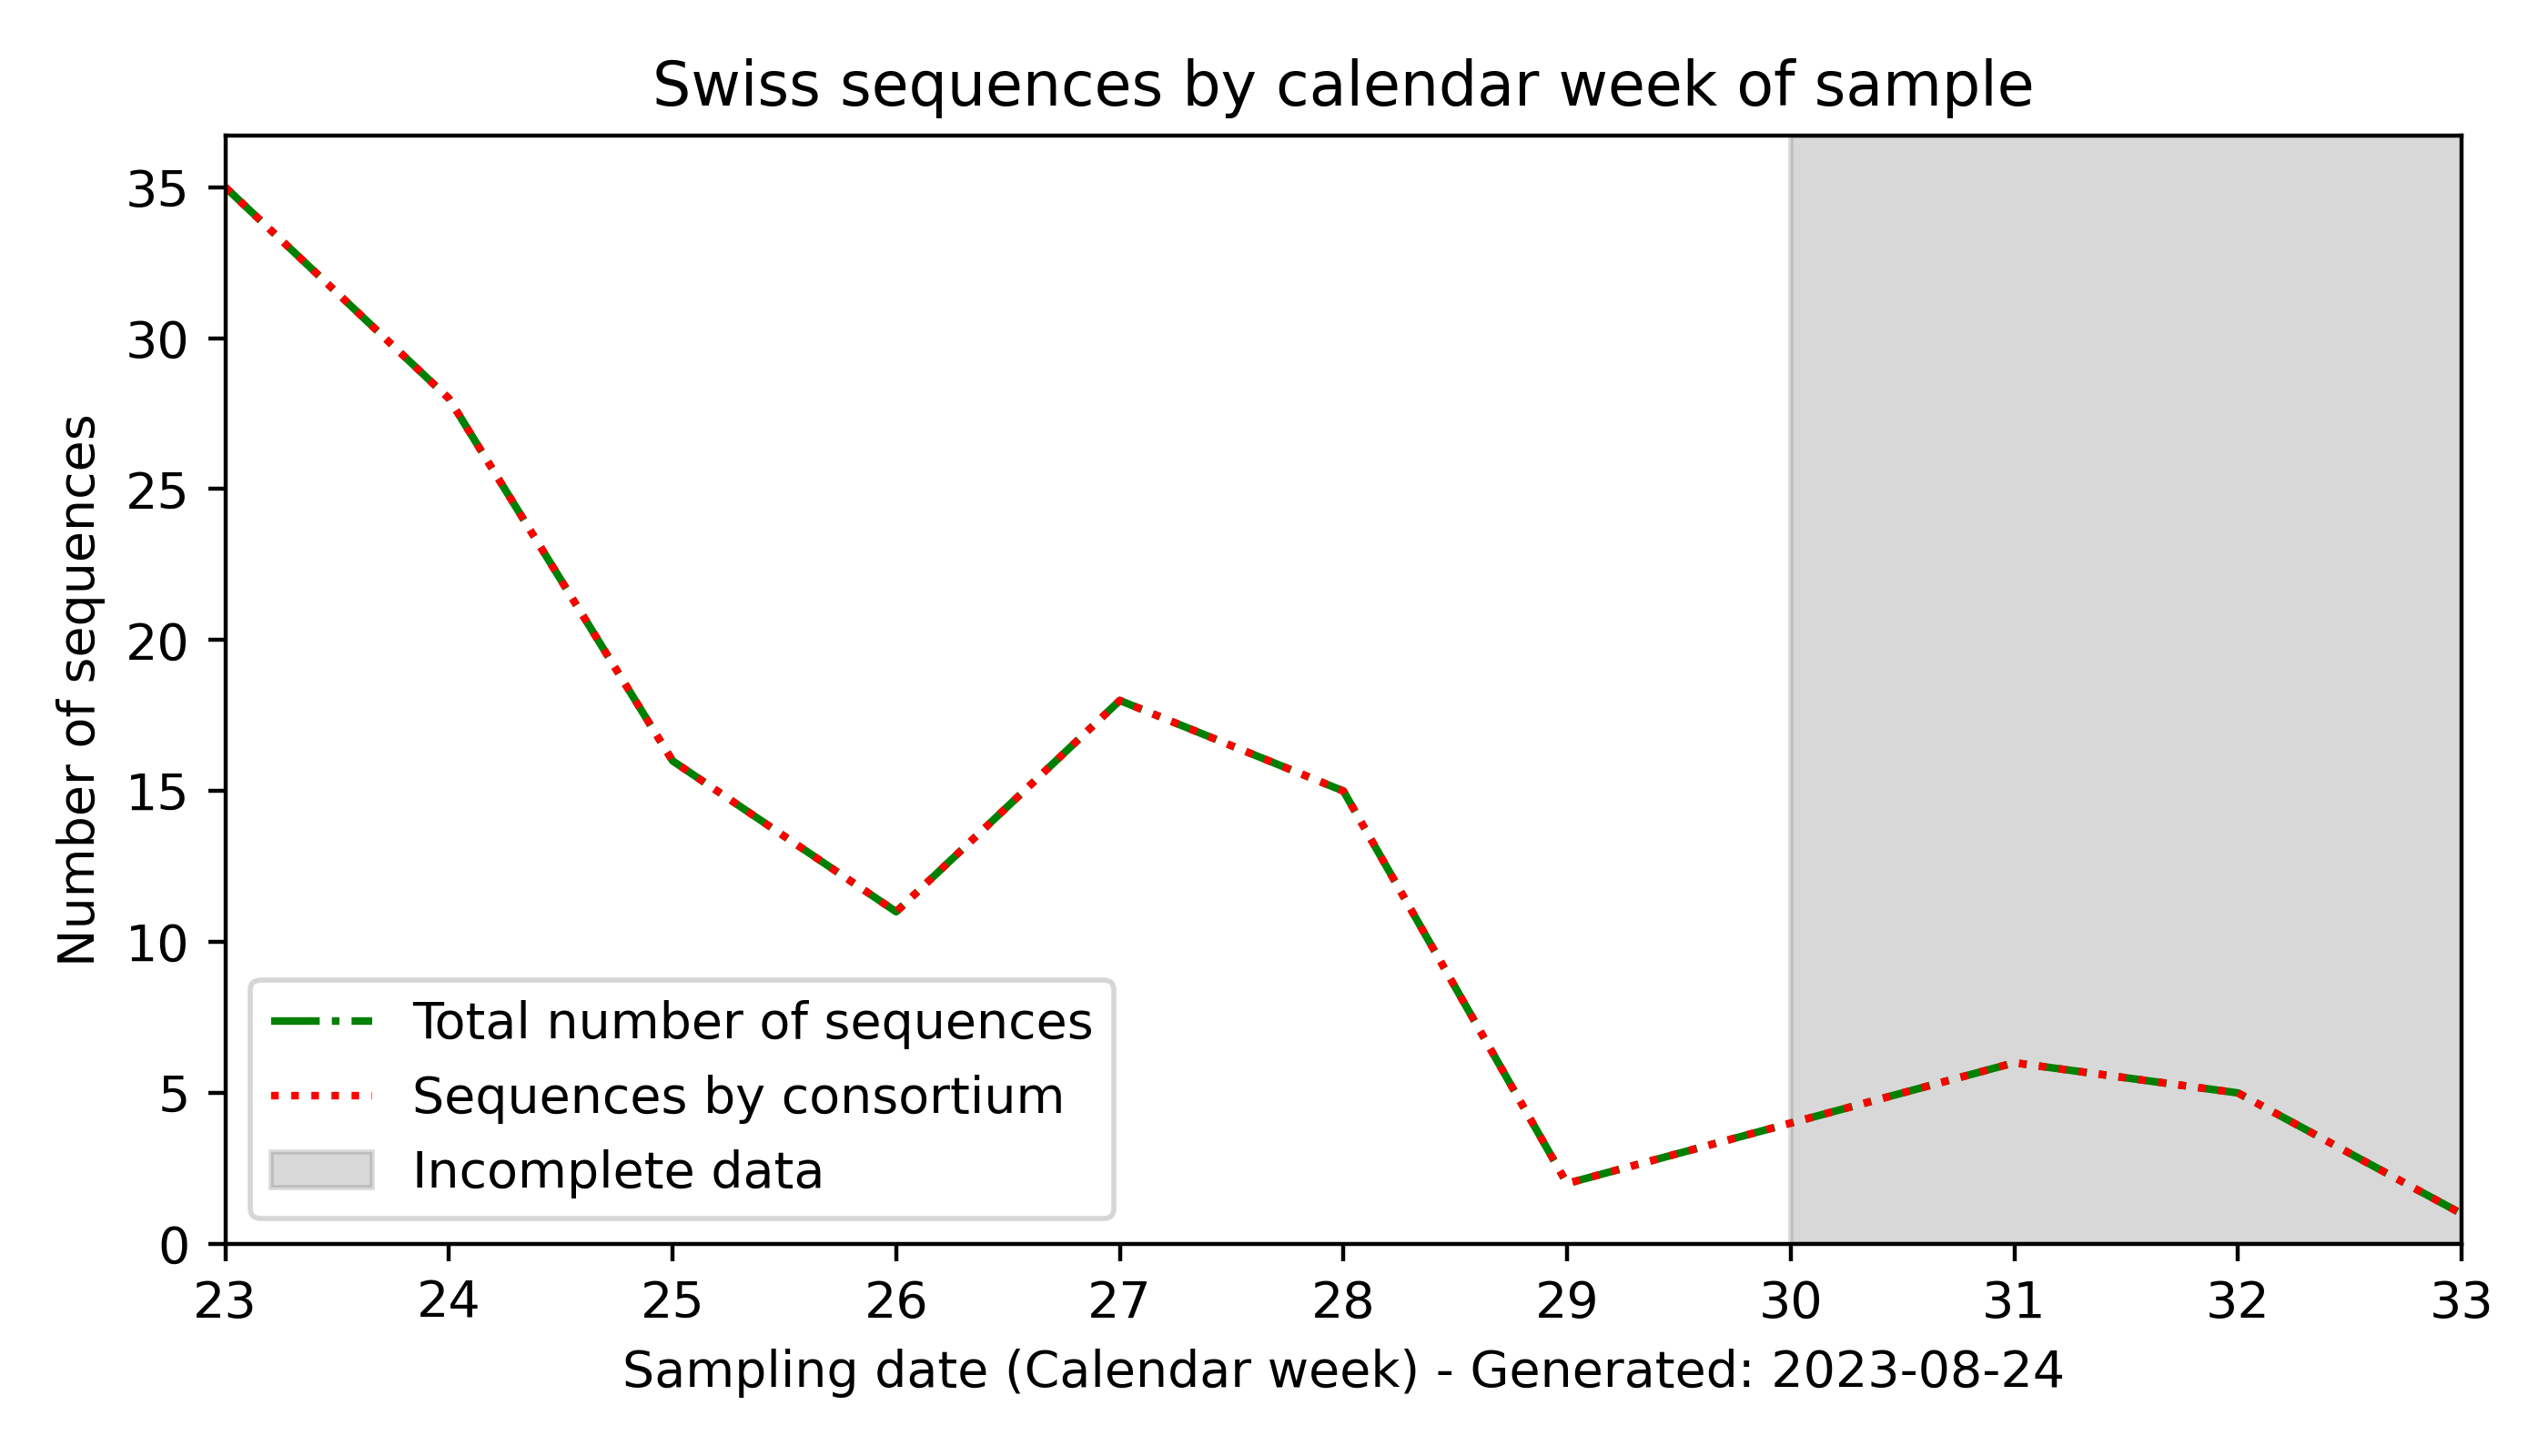 Swiss sequences by calendar week of sample
Number of sequences
35
30
25
20
15
10
5
0
Total number of sequences
Sequences by consortium
Incomplete data
23 24 25 26 27 28 29 30 31 32 33
Sampling date (Calendar week) - Generated: 2023-08-24